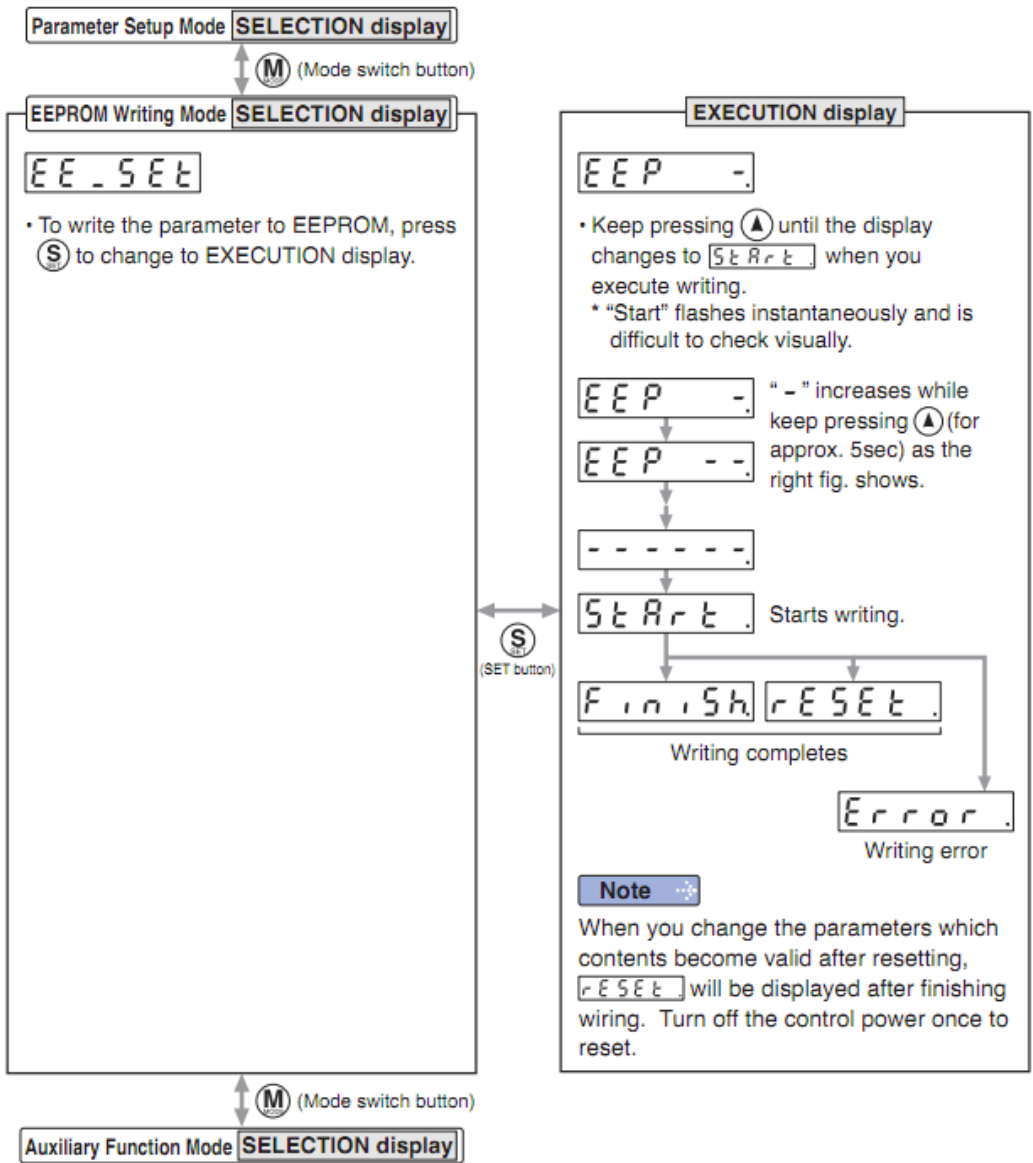 Parameter Setup Mode SELECTION display
M MODE (Mode switch button)
EEPROM Writing Mode SELECTION display
EE_SEt
• To write the parameter to EEPROM, press
S SET to change to EXECUTION display.
S SET
(SET button)
EXECUTION display
EEP -.
• Keep pressing ▲ until the display
changes to StArt . when you
execute writing.
* “Start” flashes instantaneously and is
difficult to check visually.
EEP -.
EEP --.
“ – ” increases while
keep pressing ▲ (for
approx. 5sec) as the
right fig. shows.
------.
StArt . Starts writing.
FiniSh. rESEt .
Writing completes
Error .
Writing error
Note
When you change the parameters which
contents become valid after resetting,
rESEt . will be displayed after finishing
wiring. Turn off the control power once to
reset.
M MODE (Mode switch button)
Auxiliary Function Mode SELECTION display